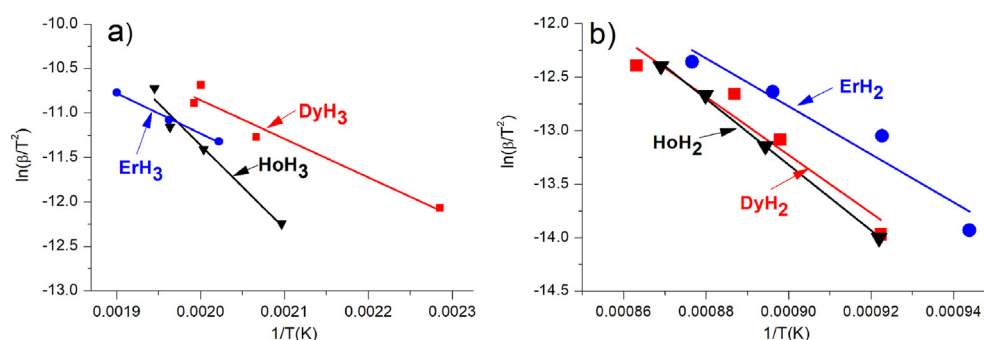 a)
ln(β/T²)
-10.0
-10.5
-11.0
-11.5
-12.0
-12.5
-13.0
DyH₃
ErH₃
HoH₃
0.0019
0.0020
0.0021
0.0022
0.0023
1/T(K)
b)
ln(β/T²)
-12.0
-12.5
-13.0
-13.5
-14.0
-14.5
ErH₂
HoH₂
DyH₂
0.00086
0.00088
0.00090
0.00092
0.00094
1/T(K)